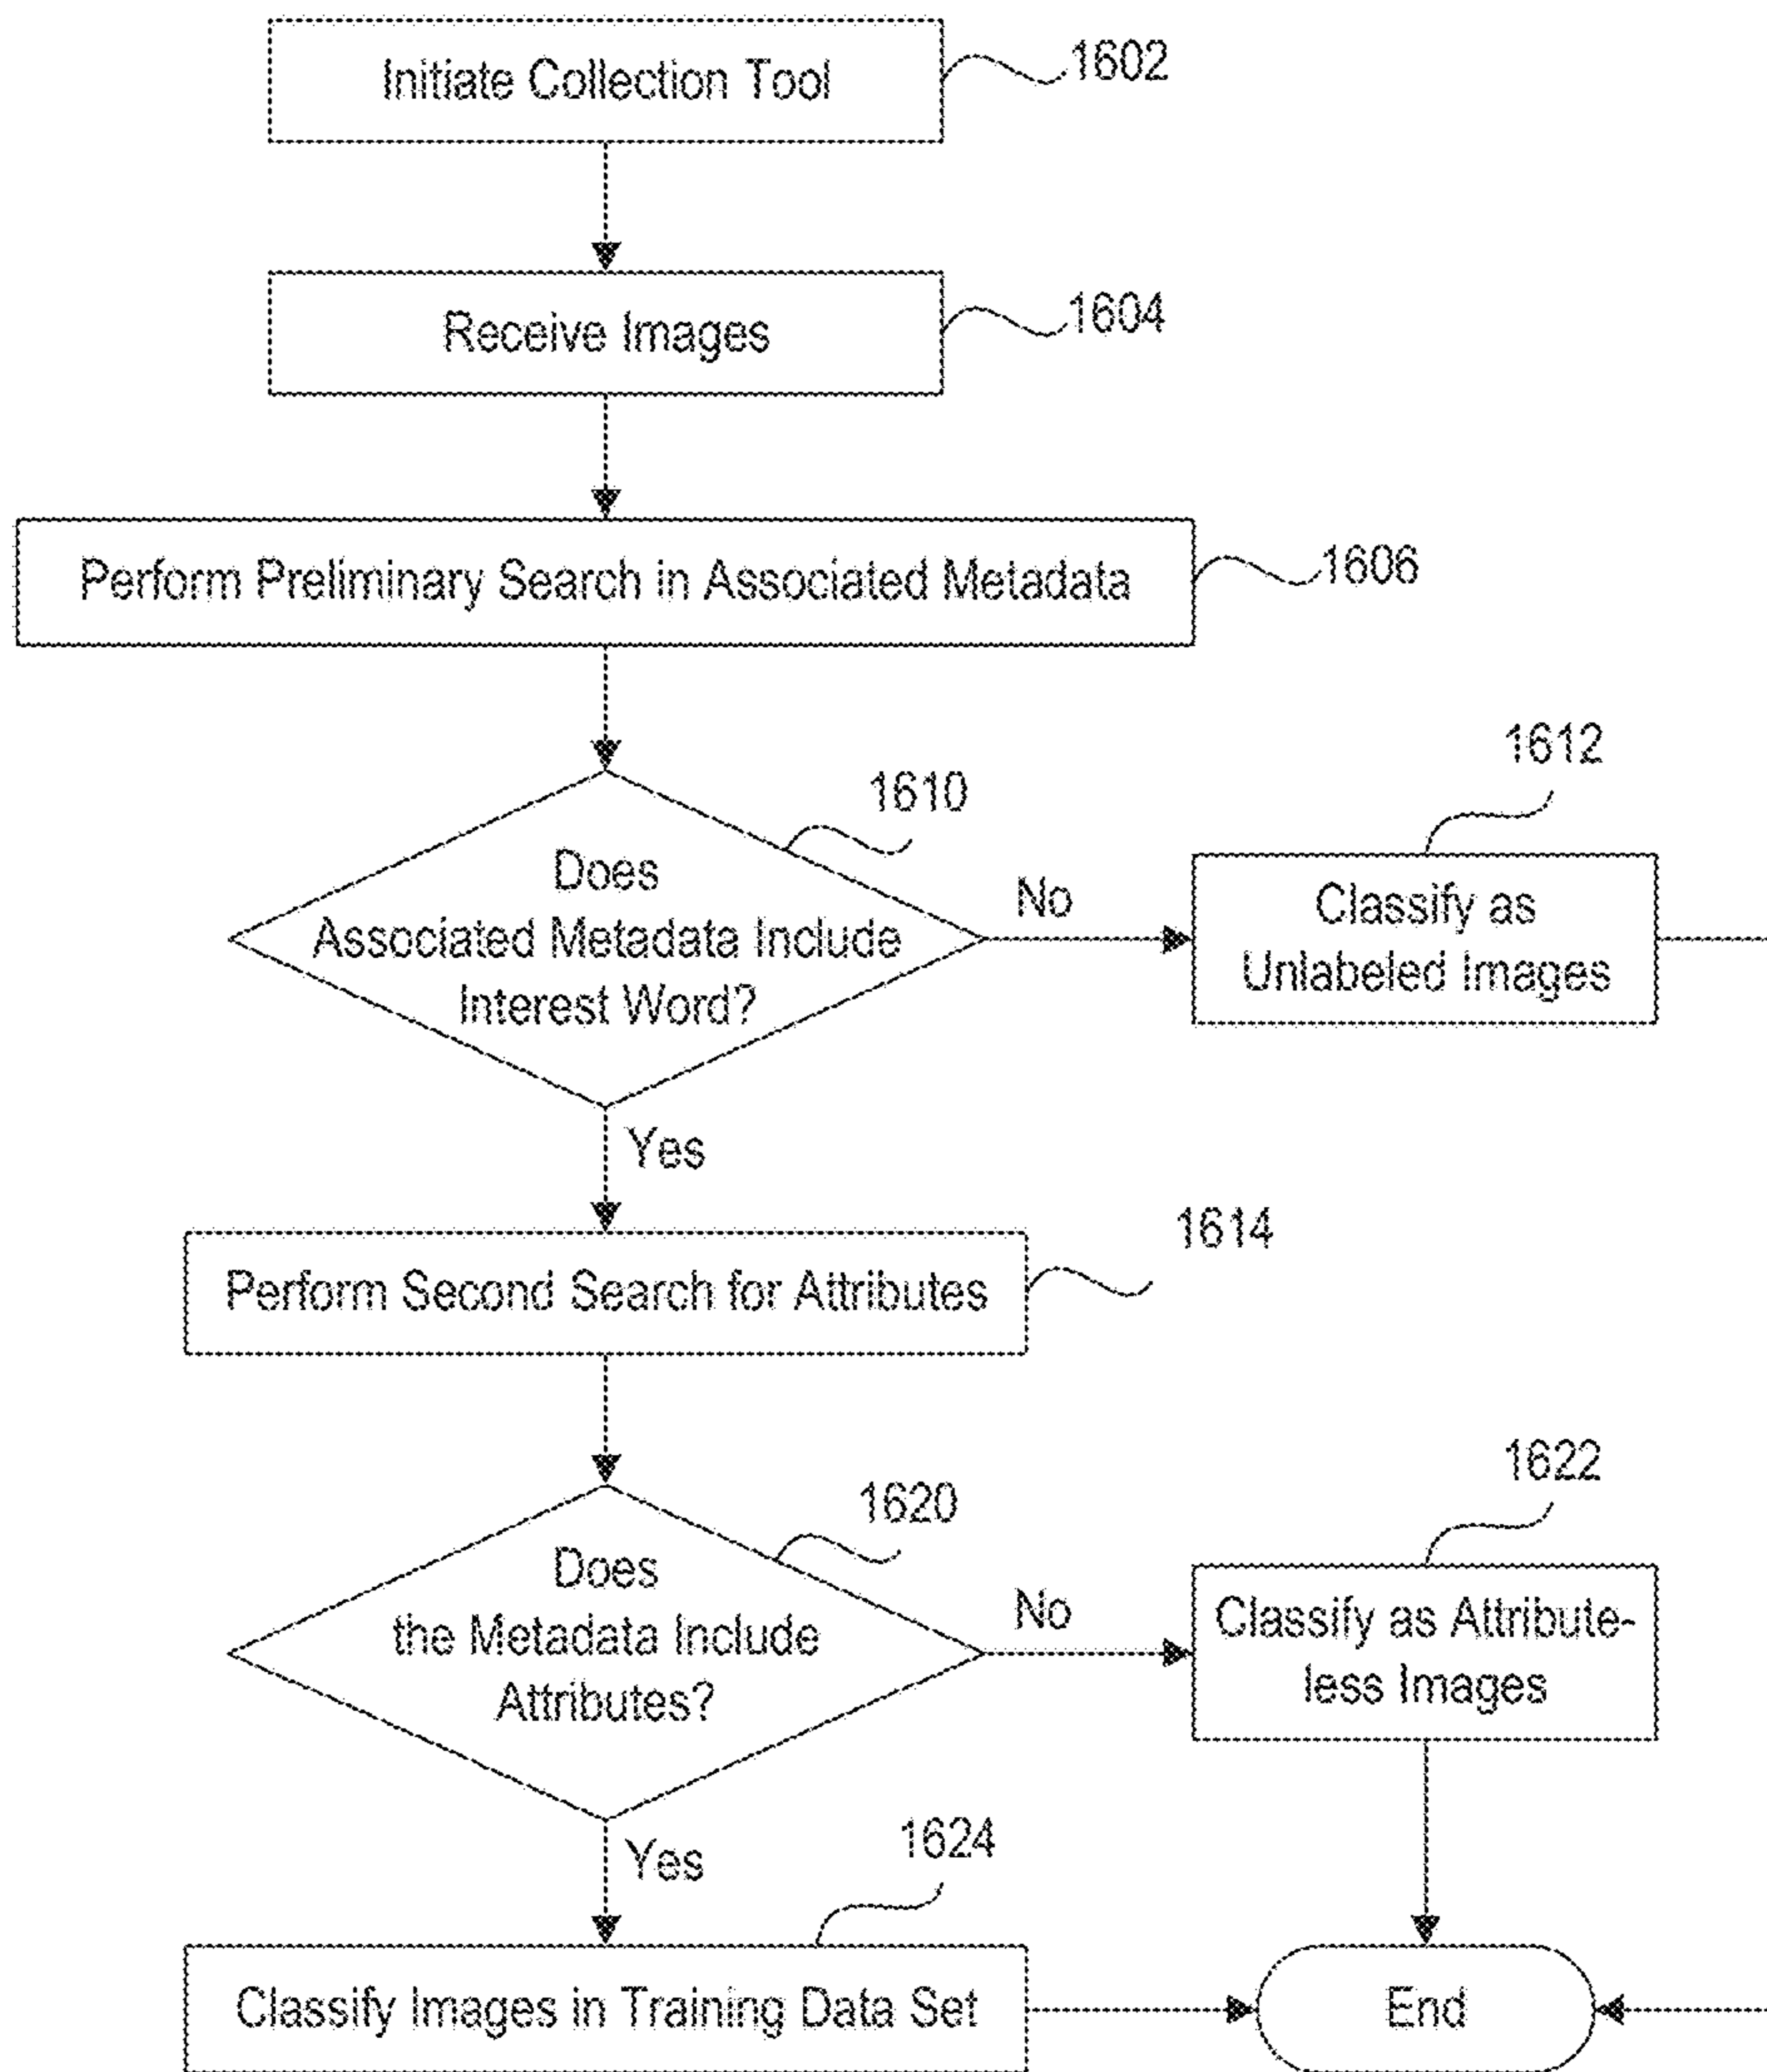 Initiate Collection Tool
1602
Receive Images
1604
Perform Preliminary Search in Associated Metadata
1606
1610
Does
Associated Metadata Include
Interest Word?
No
1612
Classify as
Unlabeled Images
Yes
1614
Perform Second Search for Attributes
1620
Does
the Metadata Include
Attributes?
No
1622
Classify as Attribute-
less Images
Yes
1624
Classify Images in Training Data Set
End